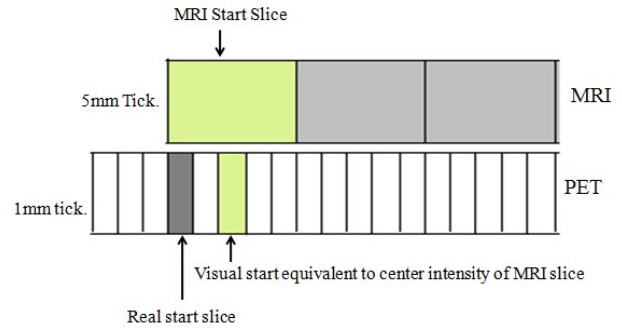 MRI Start Slice
5mm Tick.
MRI
1mm tick.
PET
Visual start equivalent to center intensity of MRI slice
Real start slice